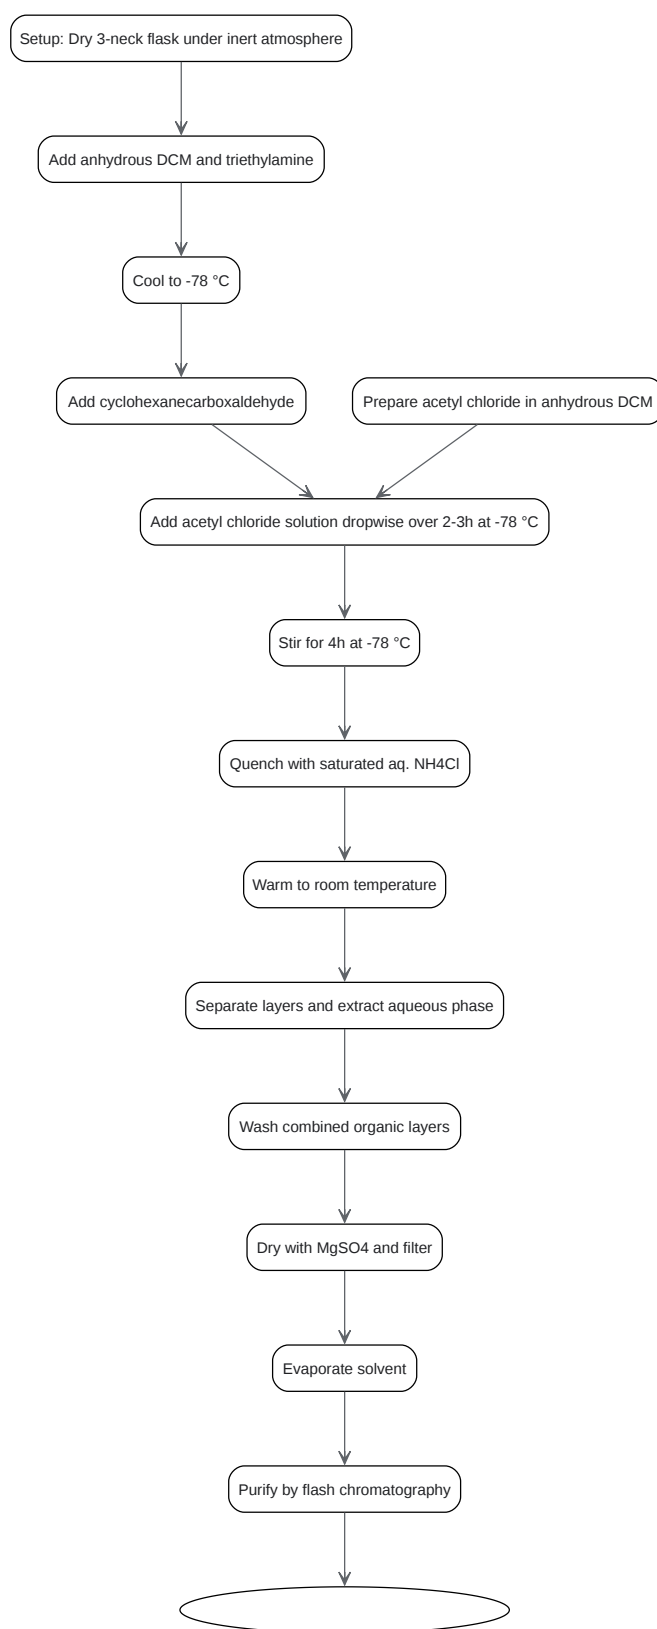 Setup: Dry 3-neck flask under inert atmosphere
Add anhydrous DCM and triethylamine
Cool to -78 °C
Add cyclohexanecarboxaldehyde
Prepare acetyl chloride in anhydrous DCM
Add acetyl chloride solution dropwise over 2-3h at -78 °C
Stir for 4h at -78 °C
Quench with saturated aq. NH4Cl
Warm to room temperature
Separate layers and extract aqueous phase
Wash combined organic layers
Dry with MgSO4 and filter
Evaporate solvent
Purify by flash chromatography